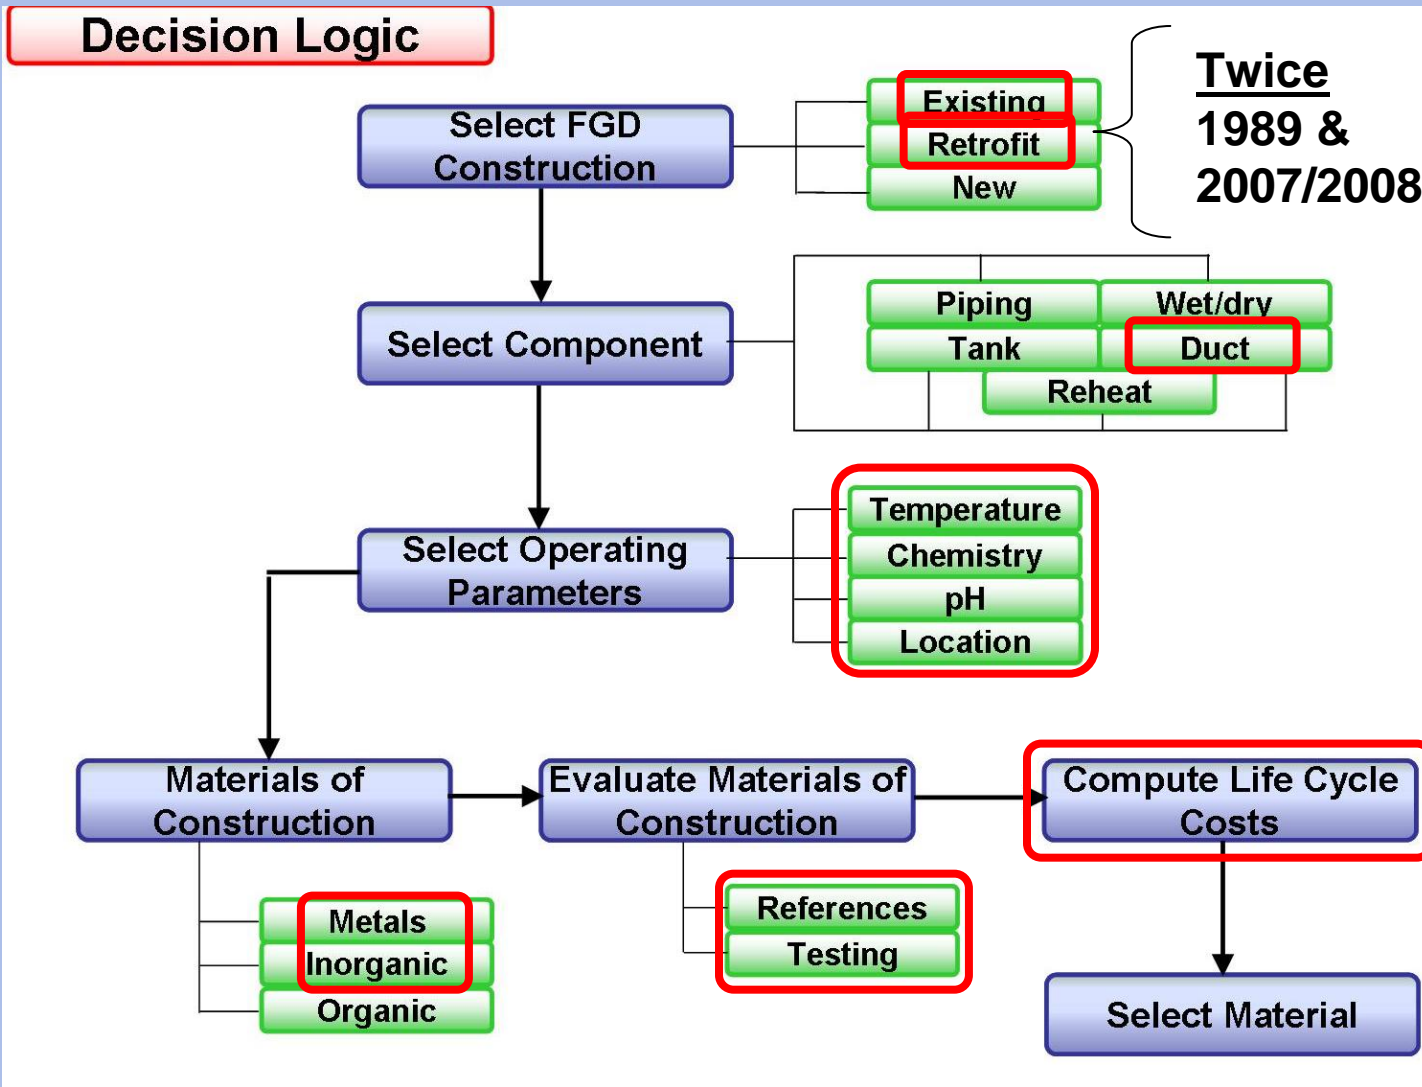 Decision Logic
Select FGD
Construction
Existing
Retrofit
New
Twice
1989 &
2007/2008
Select Component
Piping
Wet/dry
Tank
Duct
Reheat
Select Operating
Parameters
Temperature
Chemistry
pH
Location
Materials of
Construction
Metals
Inorganic
Organic
Evaluate Materials of
Construction
References
Testing
Compute Life Cycle
Costs
Select Material